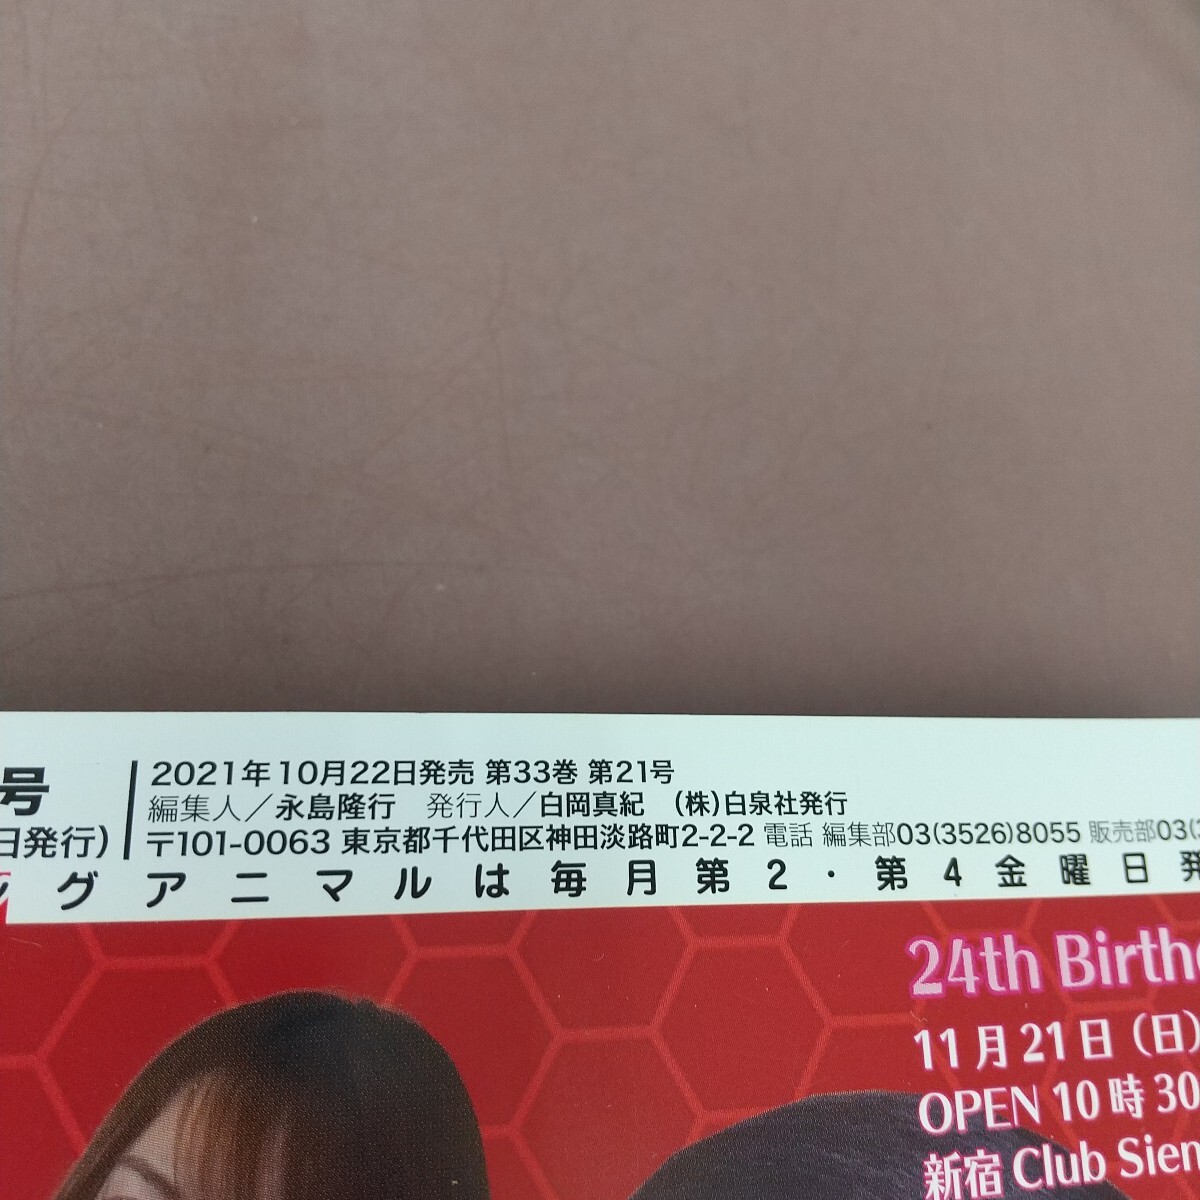 号
日発行)
2021年10月22日発売 第33巻 第21号
編集人／永島隆行 発行人／白岡真紀 (株)白泉社発行
〒101-0063 東京都千代田区神田淡路町2-2-2 電話 編集部03(3526)8055 販売部03(
グアニマルは毎月第2・第4金曜日発
24th Birth
11月21日(日)
OPEN 10時30
新宿 Club Sien